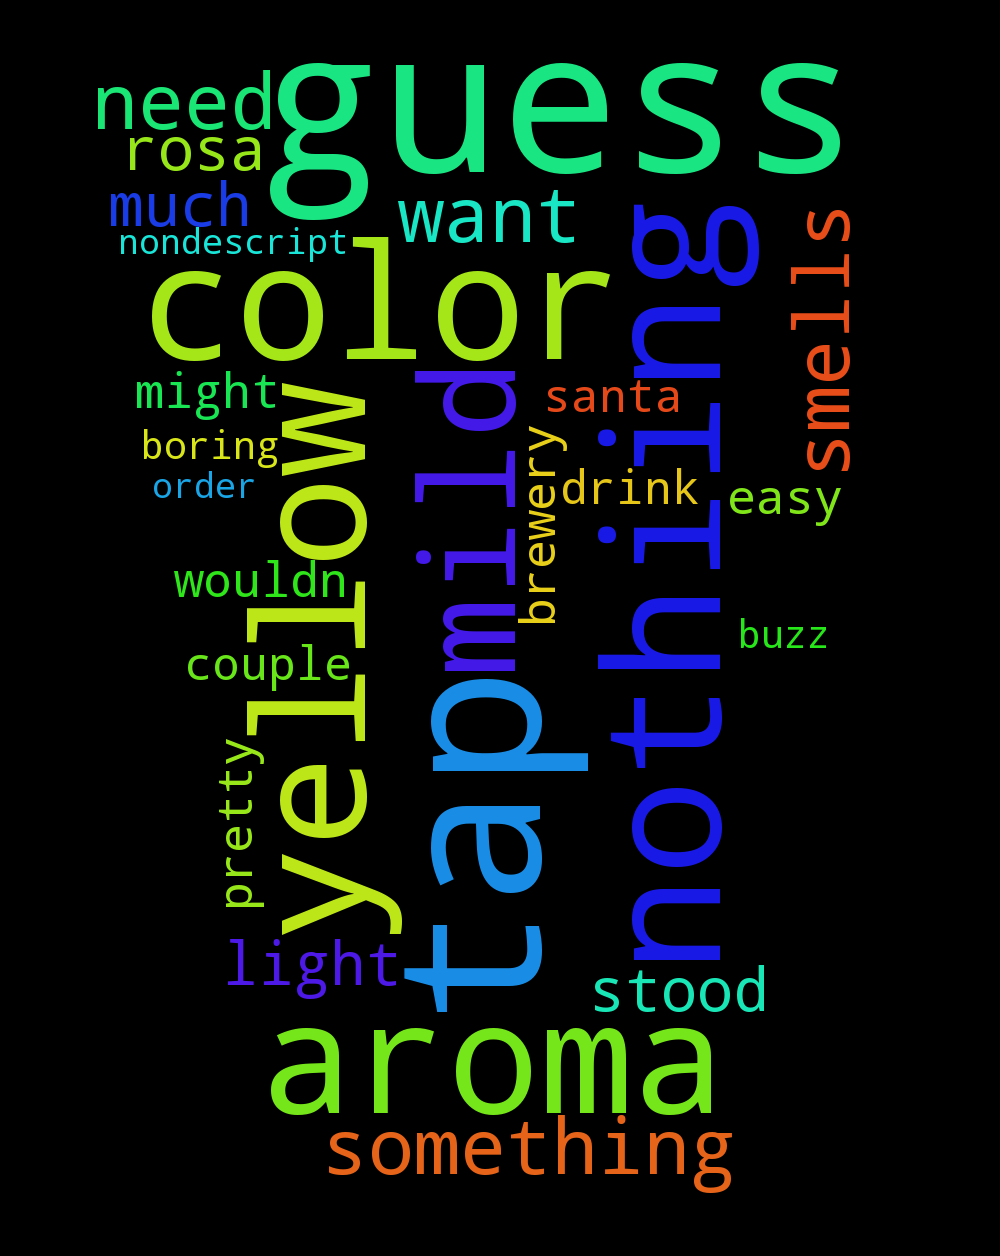 guess
need
rosa
much
want
nondescript
color
nothing
smells
might
yellow
mild
santa
boring
brewery
drink
order
easy
wouldn
buzz
couple
tap
pretty
light
stood
aroma
something